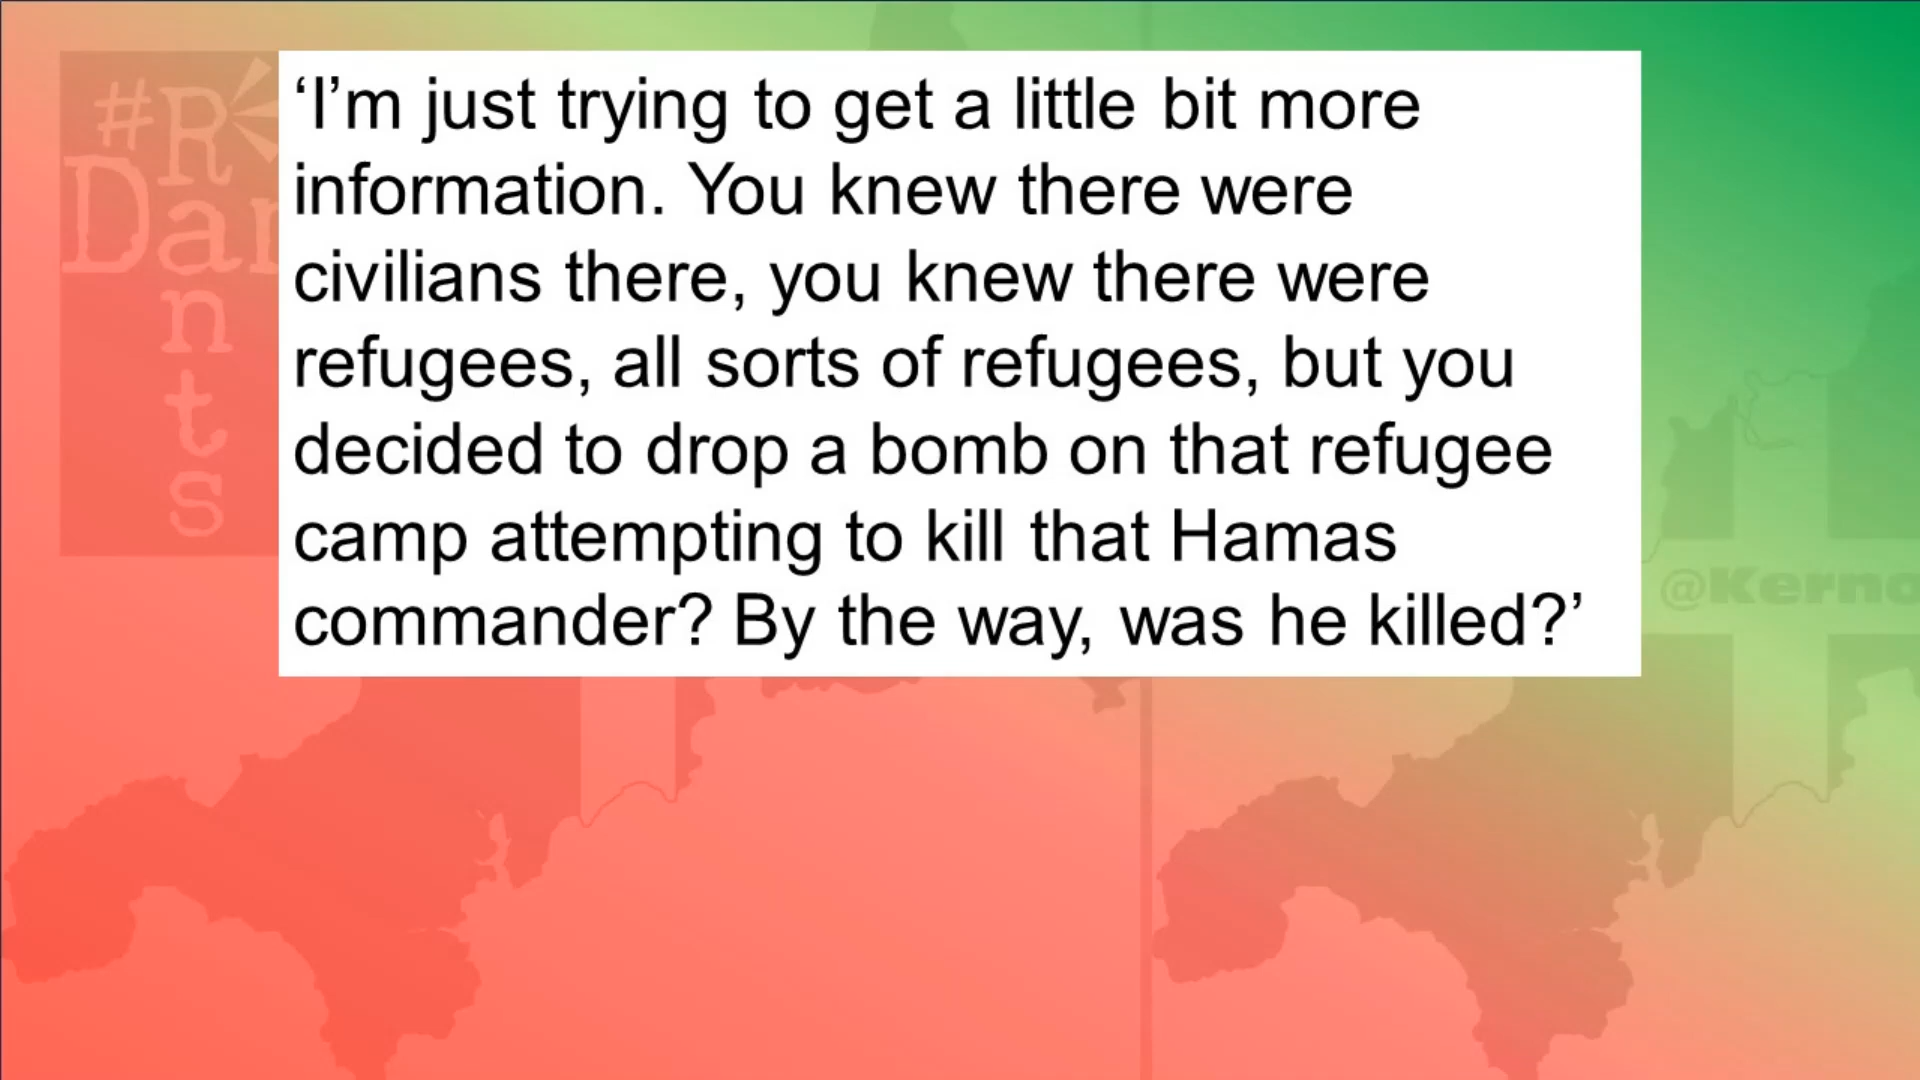 #R
Dan
n
t
s
‘I’m just trying to get a little bit more
information. You knew there were
civilians there, you knew there were
refugees, all sorts of refugees, but you
decided to drop a bomb on that refugee
camp attempting to kill that Hamas
commander? By the way, was he killed?’
@Kerno